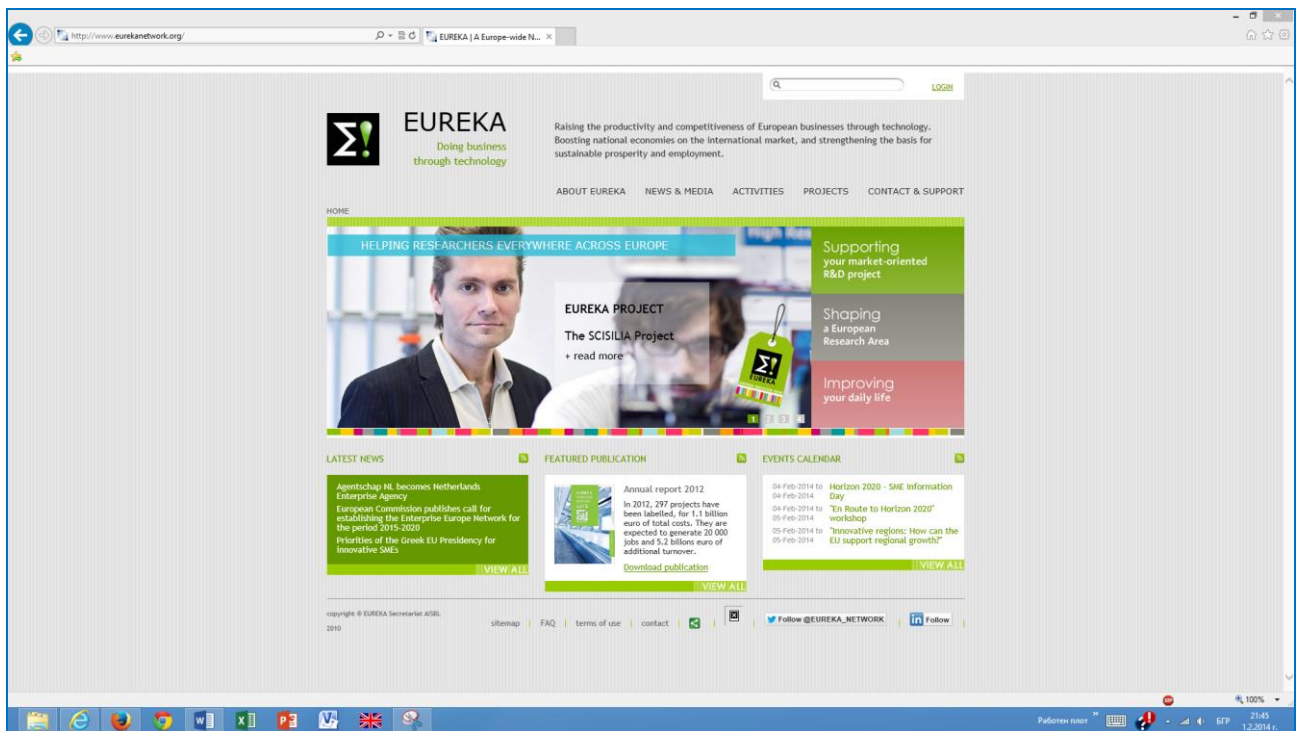 http://www.eurekanetwork.org/
EUREKA | A Europe-wide N...
LOGIN
Σ!
EUREKA
Doing business
through technology
Raising the productivity and competitiveness of European businesses through technology.
Boosting national economies on the international market, and strengthening the basis for
sustainable prosperity and employment.
ABOUT EUREKA NEWS & MEDIA ACTIVITIES PROJECTS CONTACT & SUPPORT
HOME
HELPING RESEARCHERS EVERYWHERE ACROSS EUROPE
EUREKA PROJECT
The SCISILIA Project
+ read more
Σ!
EUREKA
1 2 3 4
Supporting
your market-oriented
R&D project
Shaping
a European
Research Area
Improving
your daily life
LATEST NEWS
Agentschap NL becomes Netherlands
Enterprise Agency
European Commission publishes call for
establishing the Enterprise Europe Network for
the period 2015-2020
Priorities of the Greek EU Presidency for
innovative SMEs
VIEW ALL
FEATURED PUBLICATION
Annual report 2012
In 2012, 297 projects have
been labelled, for 1.1 billion
euro of total costs. They are
expected to generate 20 000
jobs and 5.2 billons euro of
additional turnover.
Download publication
VIEW ALL
EVENTS CALENDAR
04-Feb-2014 to Horizon 2020 - SME Information
04-Feb-2014 Day
04-Feb-2014 to "En Route to Horizon 2020"
05-Feb-2014 workshop
05-Feb-2014 to "Innovative regions: How can the
05-Feb-2014 EU support regional growth?"
VIEW ALL
copyright © EUREKA Secretariat AISBL
2010
sitemap | FAQ | terms of use | contact
Follow @EUREKA_NETWORK
in Follow
100%
Работен плот
БГР
21:45
1.2.2014 г.